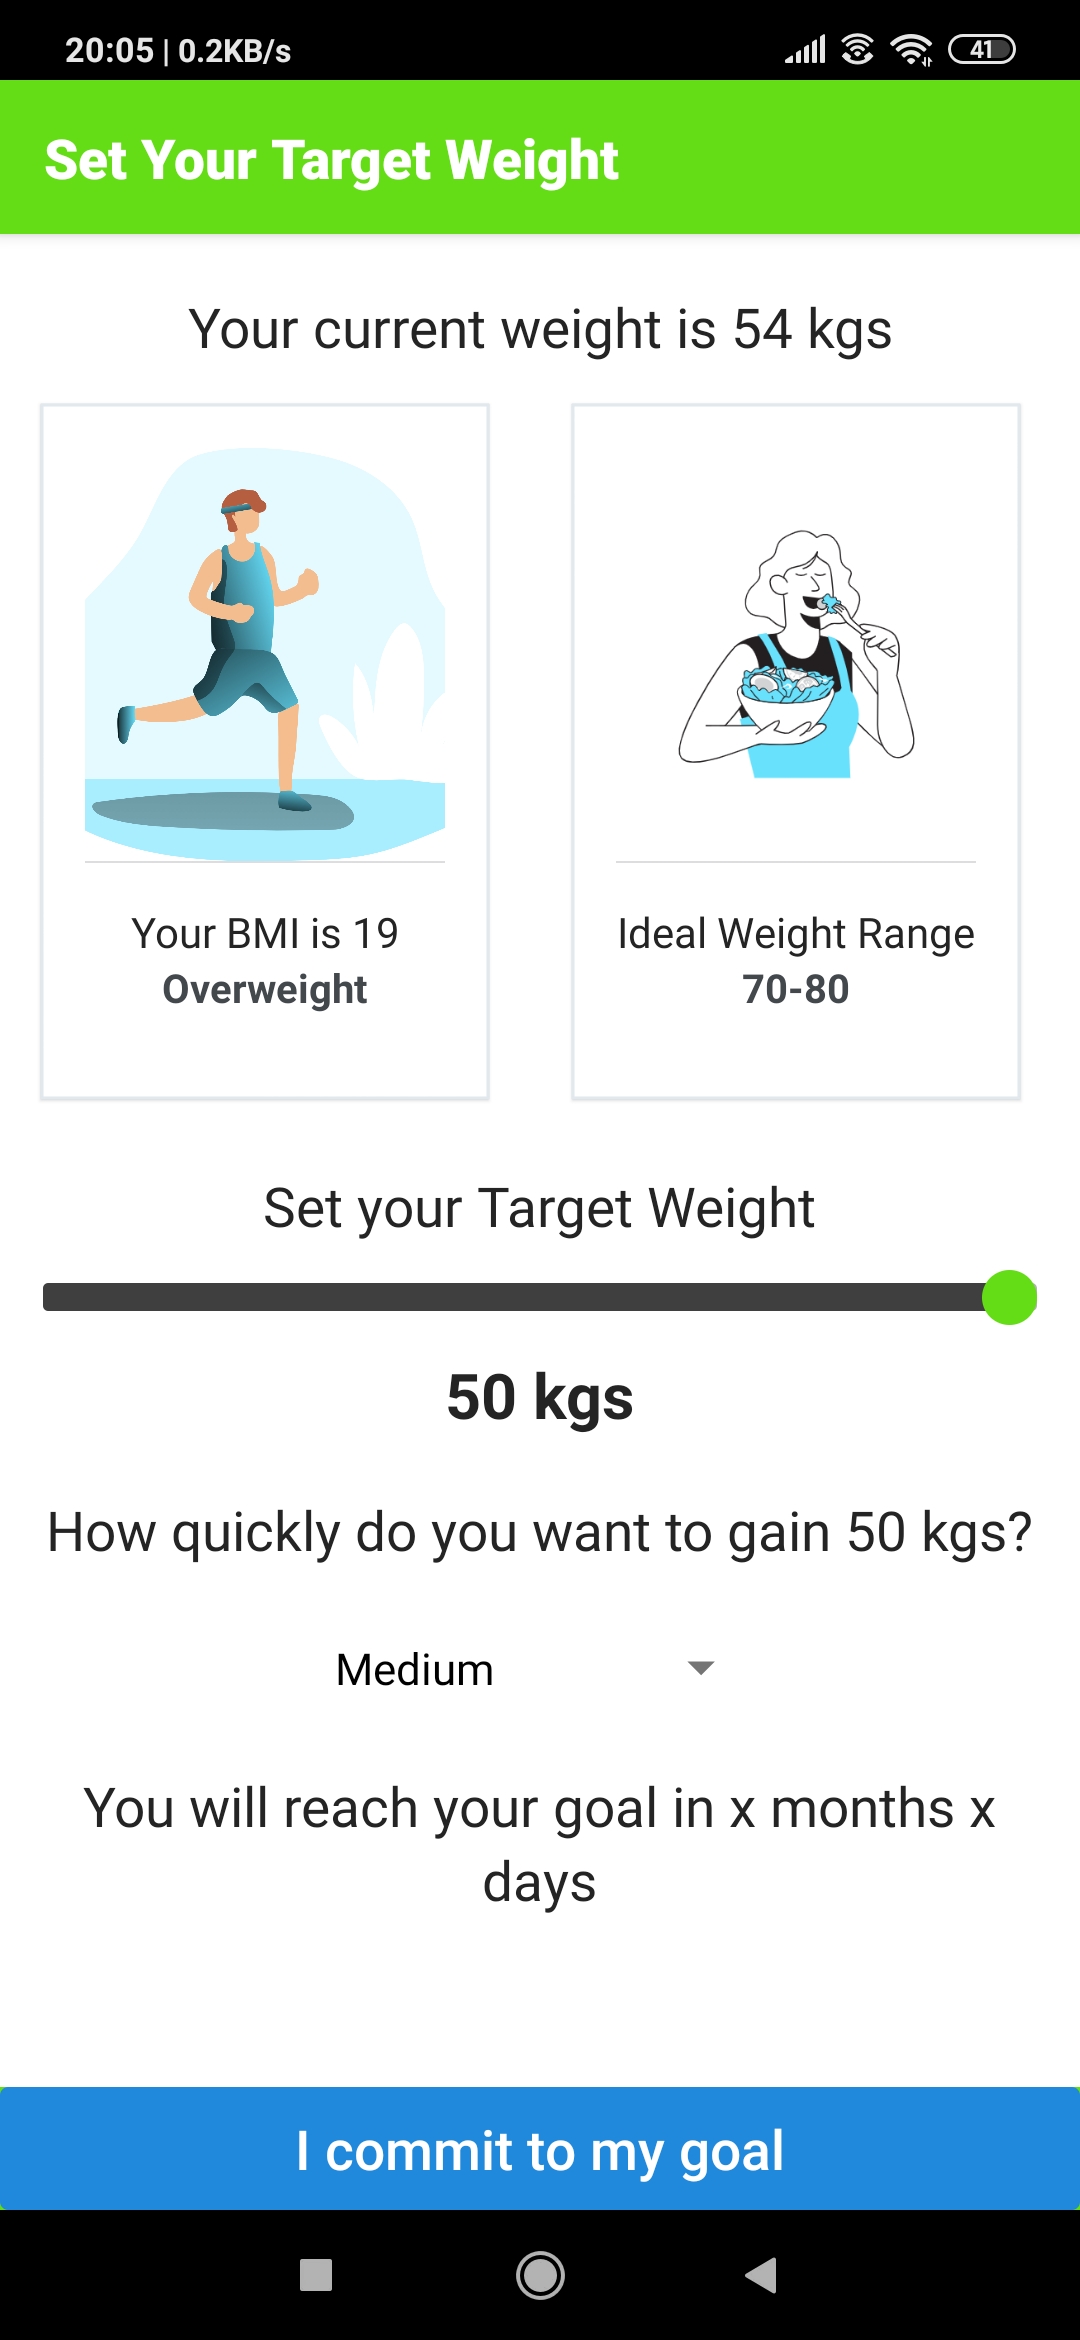 20:05 | 0.2KB/s
41
Set Your Target Weight
Your current weight is 54 kgs
Your BMI is 19
Overweight
Ideal Weight Range
70-80
Set your Target Weight
50 kgs
How quickly do you want to gain 50 kgs?
Medium
You will reach your goal in x months x
days
I commit to my goal